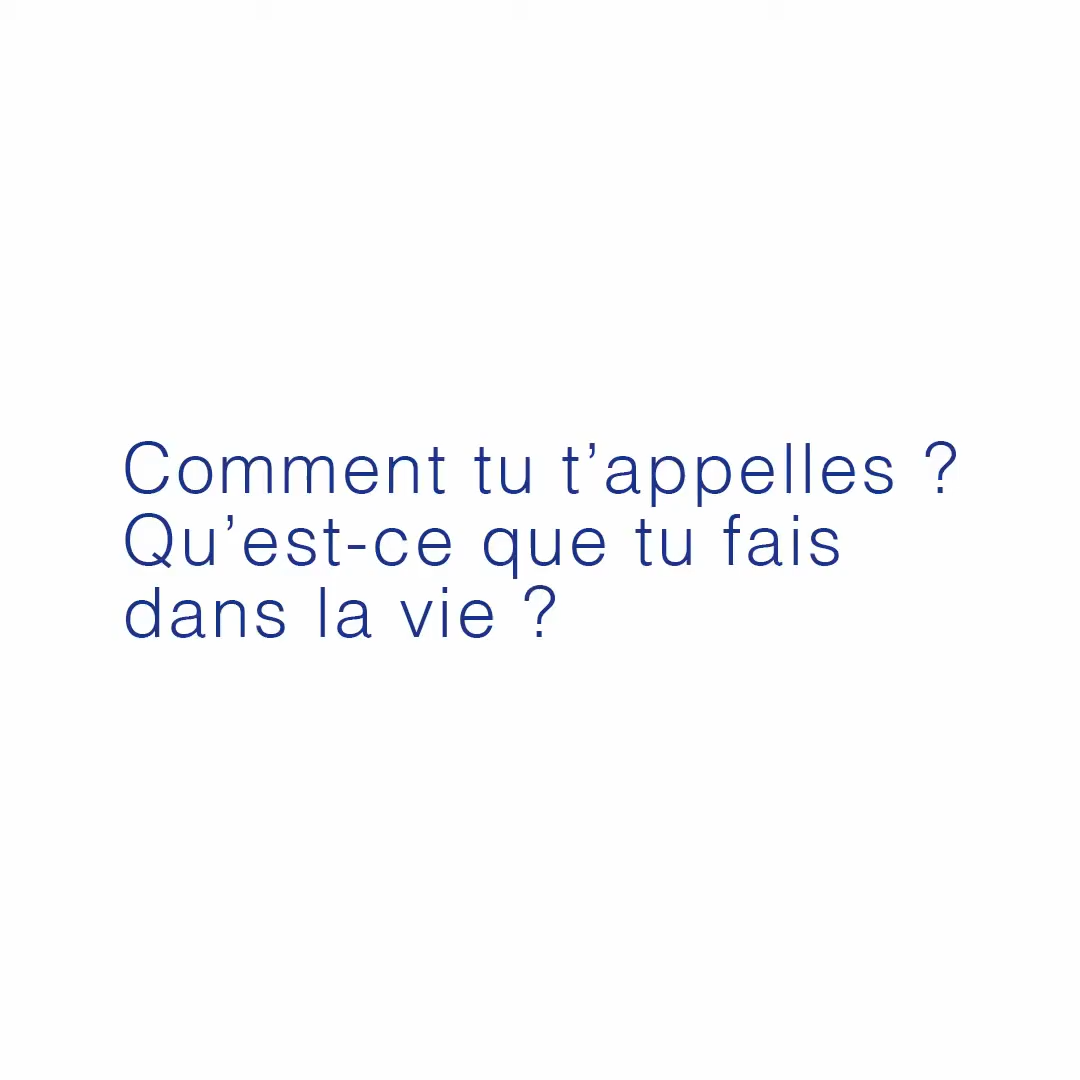 Comment tu t’appelles ?
Qu’est-ce que tu fais
dans la vie ?